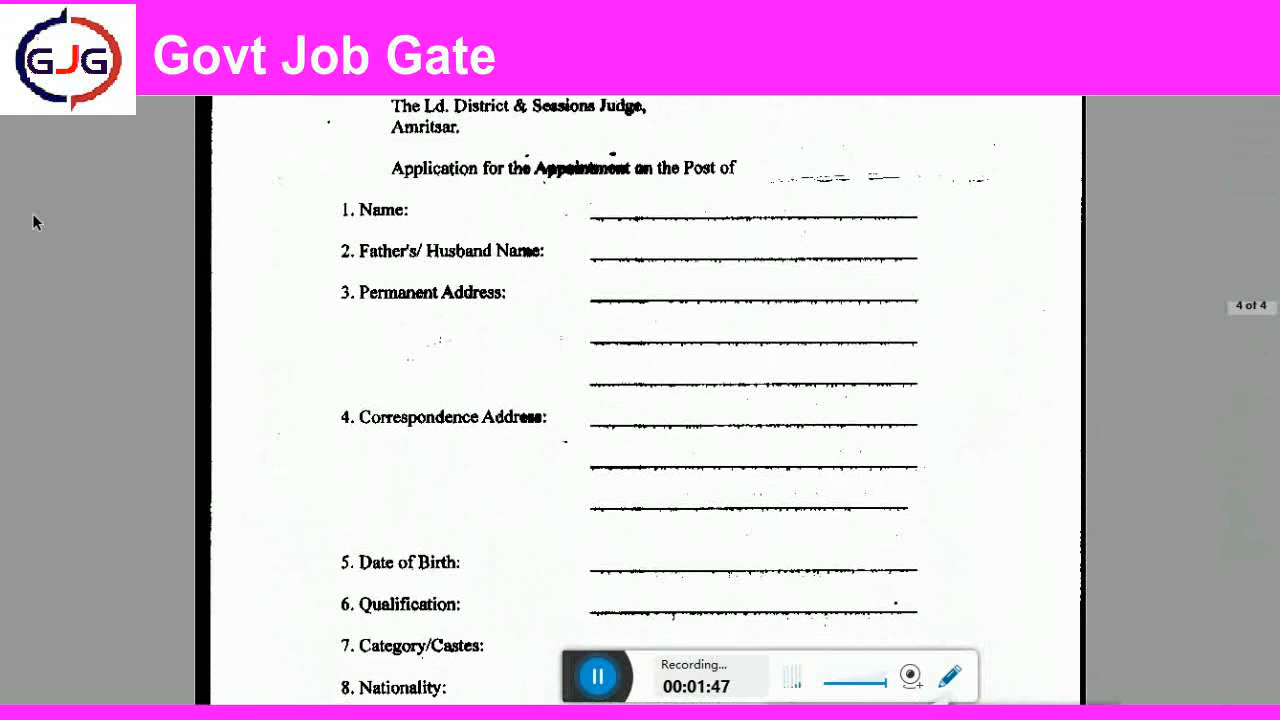 GJG
Govt Job Gate
The Ld. District & Sessions Judge,
Amritsar.
Application for the Appointment on the Post of
1. Name:
2. Father's/ Husband Name:
3. Permanent Address:
4 of 4
4. Correspondence Address:
5. Date of Birth:
6. Qualification:
7. Category/Castes:
8. Nationality:
Recording...
00:01:47